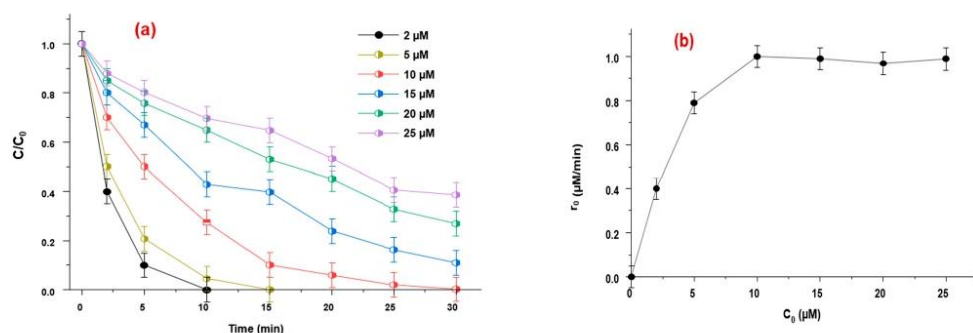 (a)
2 µM
5 µM
10 µM
15 µM
20 µM
25 µM
1.0
0.8
0.6
0.4
0.2
0.0
C/C₀
0 5 10 15 20 25 30
Time (min)
(b)
1.2
1.0
0.8
0.6
0.4
0.2
0.0
r₀ (µM/min)
0 5 10 15 20 25
C₀ (µM)